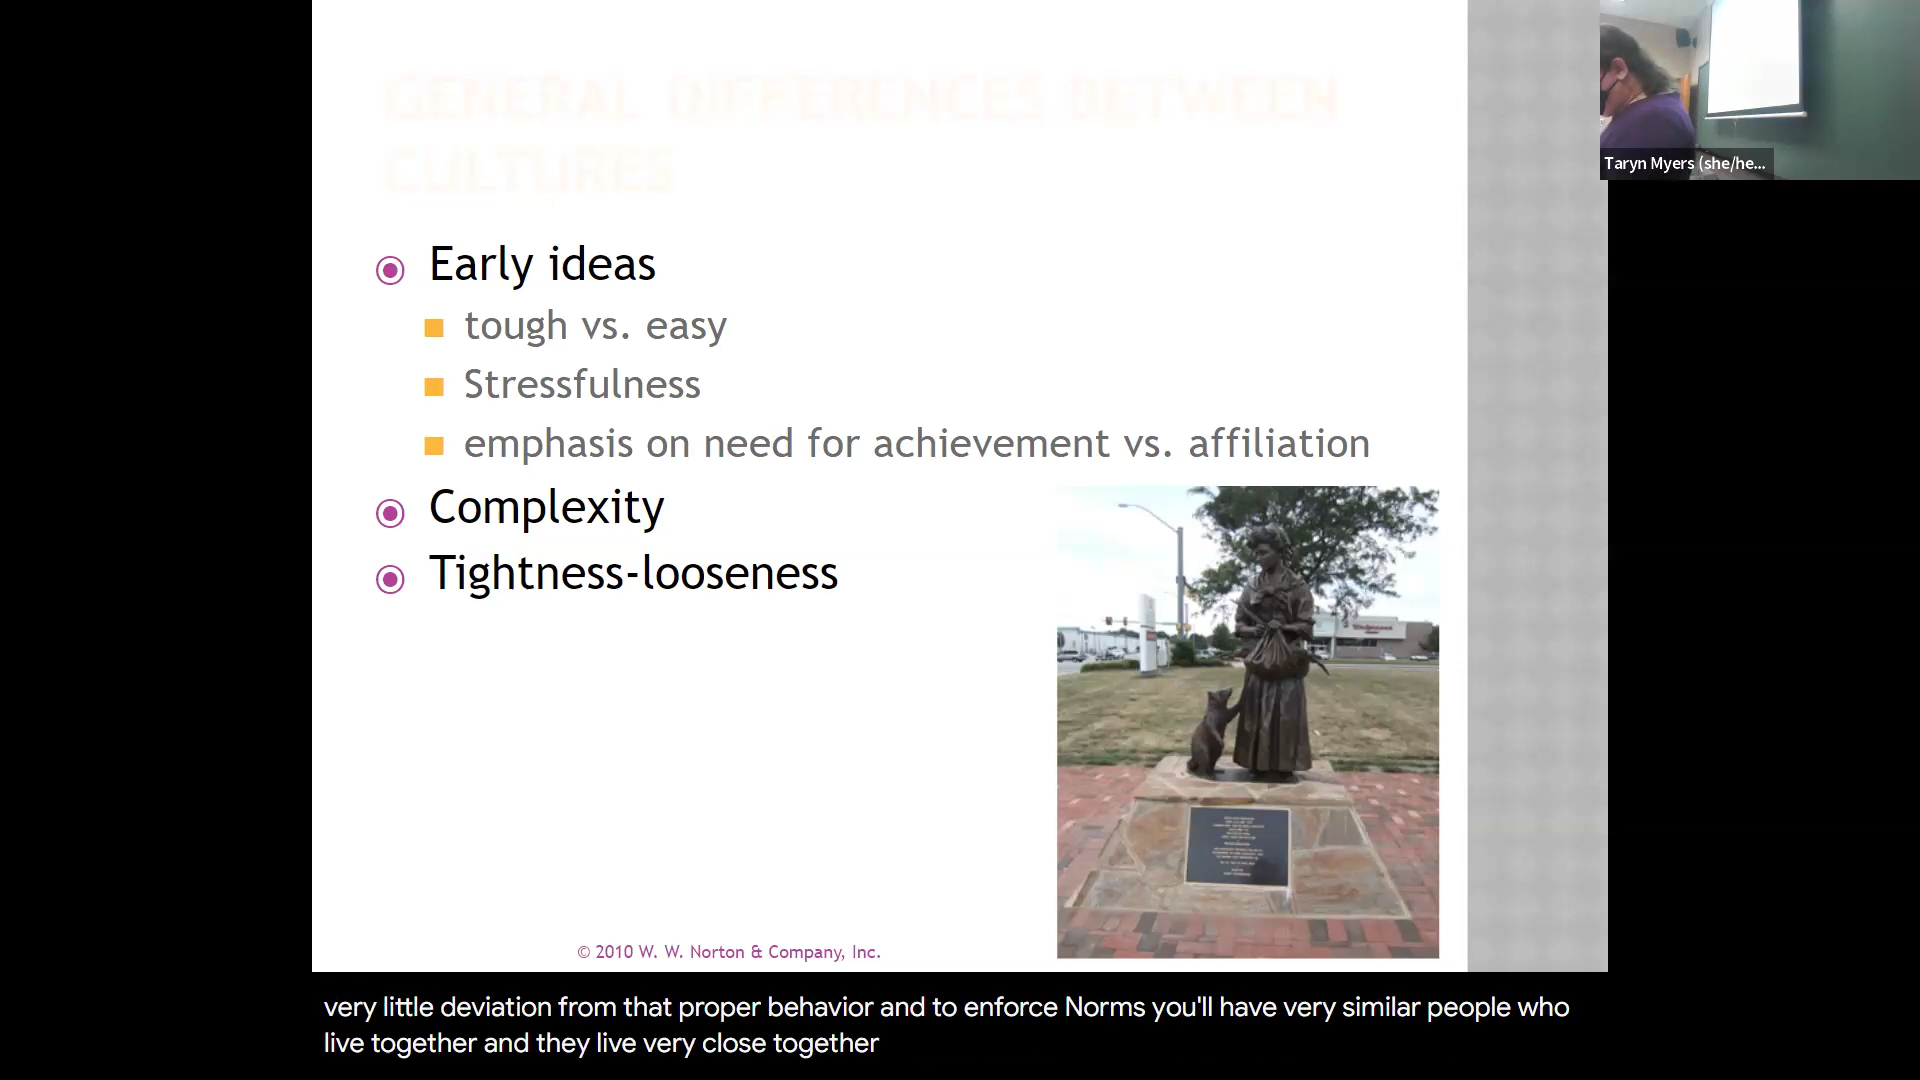 GENERAL DIFFERENCES BETWEEN
CULTURES
Early ideas
tough vs. easy
Stressfulness
emphasis on need for achievement vs. affiliation
Complexity
Tightness-looseness
Walgreens
© 2010 W. W. Norton & Company, Inc.
Taryn Myers (she/he...
very little deviation from that proper behavior and to enforce Norms you'll have very similar people who
live together and they live very close together